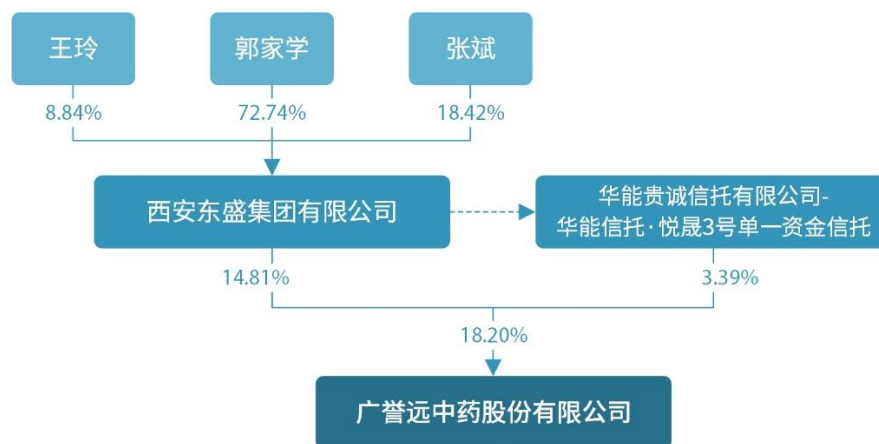 王玲
郭家学
张斌
8.84%
72.74%
18.42%
西安东盛集团有限公司
华能贵诚信托有限公司-
华能信托·悦晟3号单一资金信托
14.81%
3.39%
18.20%
广誉远中药股份有限公司